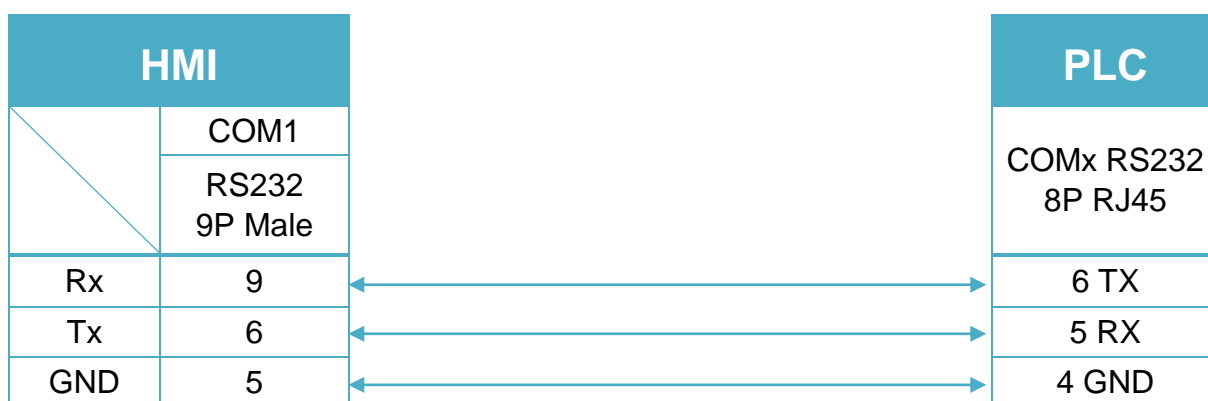 HMI
PLC
COM1
RS232
9P Male
COMx RS232
8P RJ45
Rx 9 6 TX
Tx 6 5 RX
GND 5 4 GND